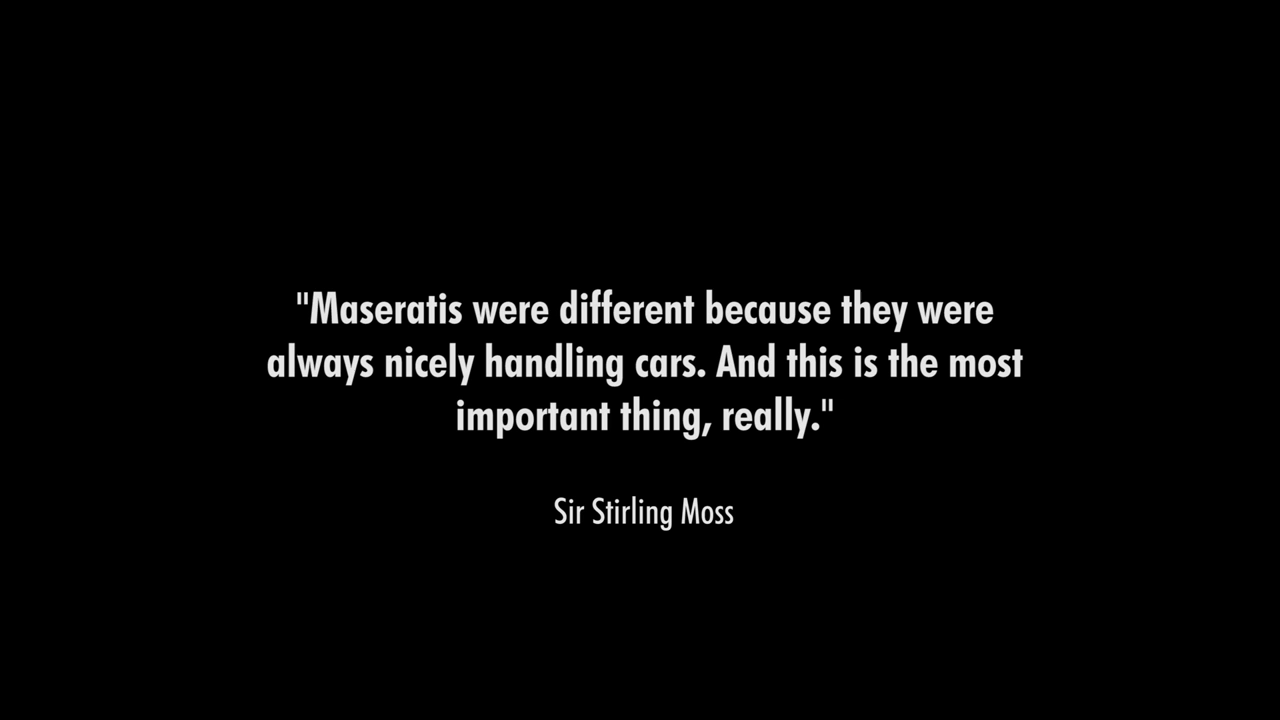 "Maseratis were different because they were
always nicely handling cars. And this is the most
important thing, really."
Sir Stirling Moss